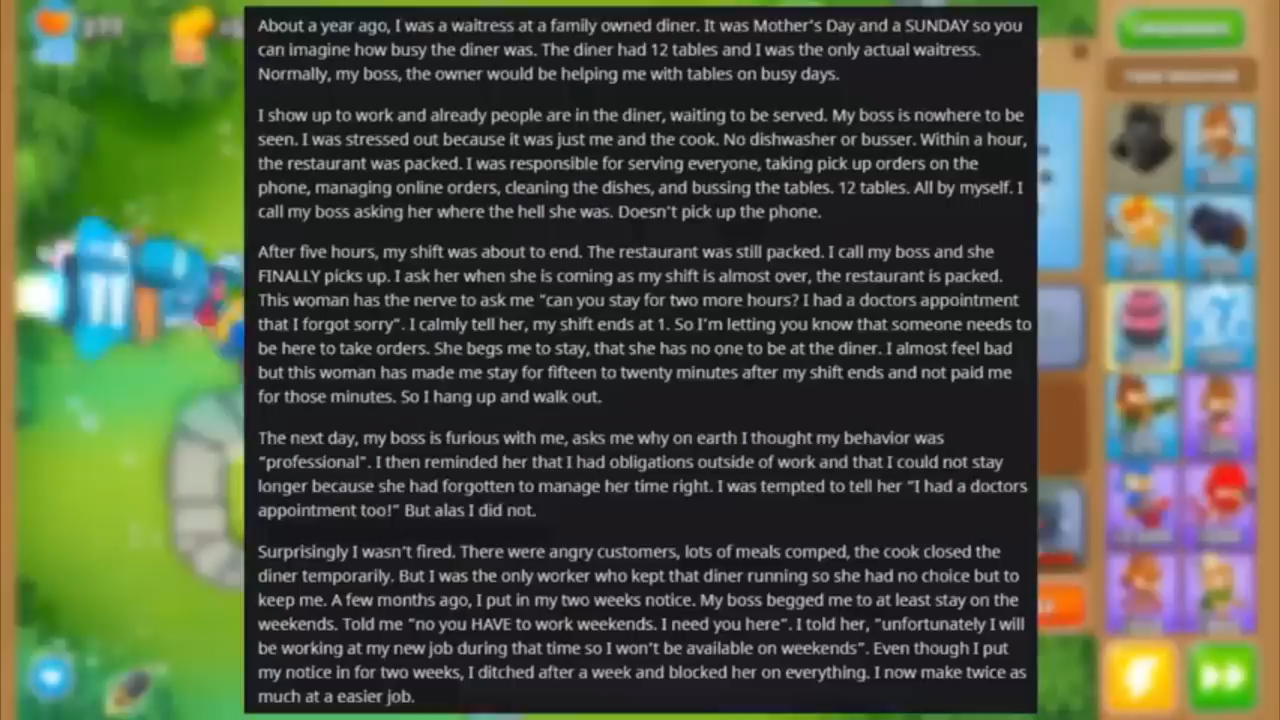 About a year ago, I was a waitress at a family owned diner. It was Mother's Day and a SUNDAY so you
can imagine how busy the diner was. The diner had 12 tables and I was the only actual waitress.
Normally, my boss, the owner would be helping me with tables on busy days.
I show up to work and already people are in the diner, waiting to be served. My boss is nowhere to be
seen. I was stressed out because it was just me and the cook. No dishwasher or busser. Within a hour,
the restaurant was packed. I was responsible for serving everyone, taking pick up orders on the
phone, managing online orders, cleaning the dishes, and bussing the tables. 12 tables. All by myself. I
call my boss asking her where the hell she was. Doesn't pick up the phone.
After five hours, my shift was about to end. The restaurant was still packed. I call my boss and she
FINALLY picks up. I ask her when she is coming as my shift is almost over, the restaurant is packed.
This woman has the nerve to ask me "can you stay for two more hours? I had a doctors appointment
that I forgot sorry". I calmly tell her, my shift ends at 1. So I'm letting you know that someone needs to
be here to take orders. She begs me to stay, that she has no one to be at the diner. I almost feel bad
but this woman has made me stay for fifteen to twenty minutes after my shift ends and not paid me
for those minutes. So I hang up and walk out.
The next day, my boss is furious with me, asks me why on earth I thought my behavior was
"professional". I then reminded her that I had obligations outside of work and that I could not stay
longer because she had forgotten to manage her time right. I was tempted to tell her "I had a doctors
appointment too!" But alas I did not.
Surprisingly I wasn't fired. There were angry customers, lots of meals comped, the cook closed the
diner temporarily. But I was the only worker who kept that diner running so she had no choice but to
keep me. A few months ago, I put in my two weeks notice. My boss begged me to at least stay on the
weekends. Told me "no you HAVE to work weekends. I need you here". I told her, "unfortunately I will
be working at my new job during that time so I won't be available on weekends". Even though I put
my notice in for two weeks, I ditched after a week and blocked her on everything. I now make twice as
much at a easier job.